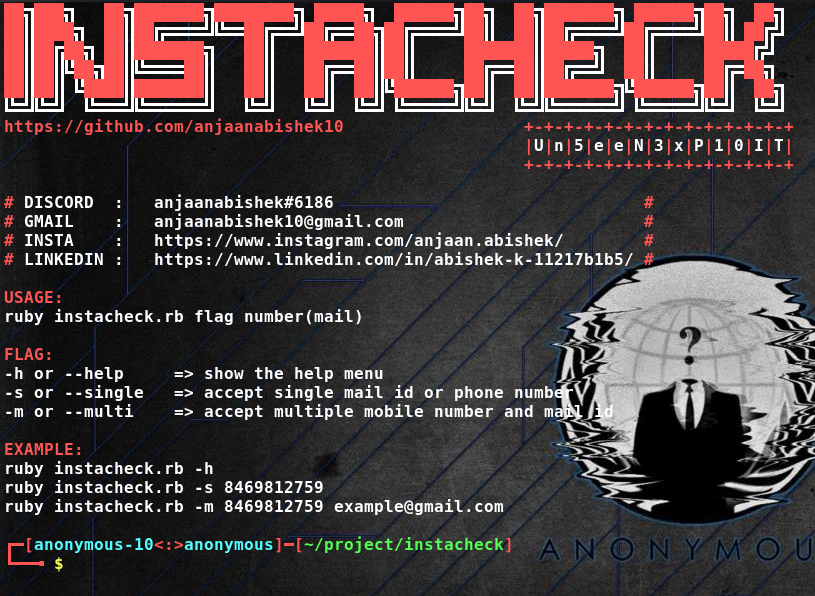 INSTACHECK
https://github.com/anjaanabishek10
+-+-+-+-+-+-+-+-+-+-+-+-+-+
|U|n|5|e|e|N|3|x|P|1|0|I|T|
+-+-+-+-+-+-+-+-+-+-+-+-+-+
# DISCORD : anjaanabishek#6186 #
# GMAIL : anjaanabishek10@gmail.com #
# INSTA : https://www.instagram.com/anjaan.abishek/ #
# LINKEDIN : https://www.linkedin.com/in/abishek-k-11217b1b5/ #
USAGE:
ruby instacheck.rb flag number(mail)
FLAG:
-h or --help => show the help menu
-s or --single => accept single mail id or phone number
-m or --multi => accept multiple mobile number and mail id
EXAMPLE:
ruby instacheck.rb -h
ruby instacheck.rb -s 8469812759
ruby instacheck.rb -m 8469812759 example@gmail.com
┌─[anonymous-10<:>anonymous]─[~/project/instacheck]
└──╼ $
?
ANONYMOU